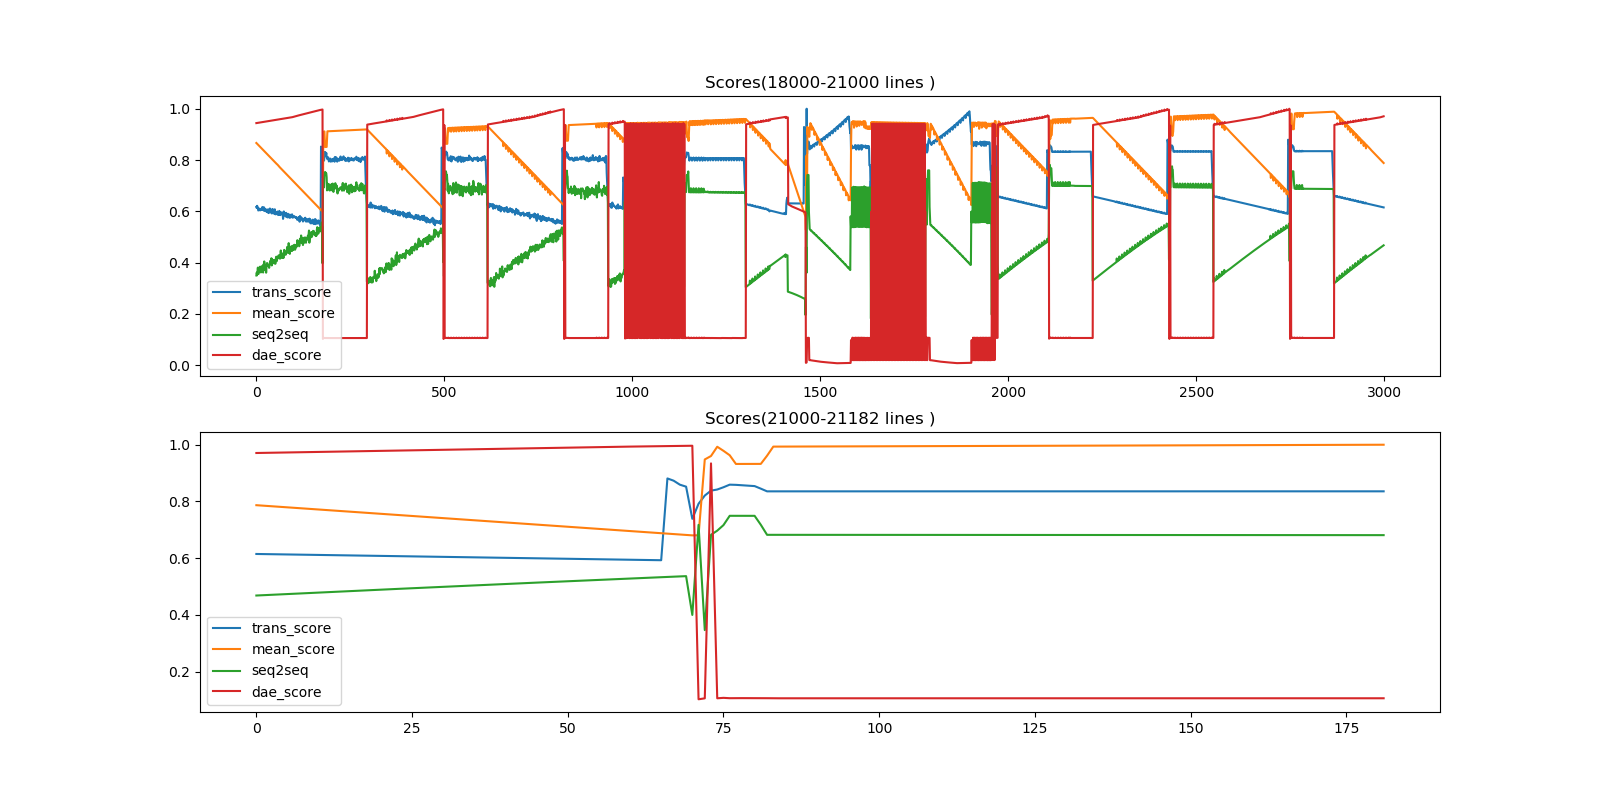 Scores(18000-21000 lines )
1.0
0.8
0.6
0.4
0.2
0.0
trans_score
mean_score
seq2seq
dae_score
0 500 1000 1500 2000 2500 3000
Scores(21000-21182 lines )
1.0
0.8
0.6
0.4
0.2
trans_score
mean_score
seq2seq
dae_score
0 25 50 75 100 125 150 175